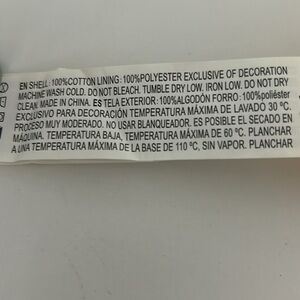 EN SHELL: 100%COTTON LINING: 100%POLYESTER EXCLUSIVE OF DECORATION
MACHINE WASH COLD. DO NOT BLEACH. TUMBLE DRY LOW. IRON LOW. DO NOT DRY
CLEAN. MADE IN CHINA. ES TELA EXTERIOR: 100%ALGODÓN FORRO: 100%poliéster
EXCLUSIVO PARA DECORACIÓN TEMPERATURA MÁXIMA DE LAVADO 30 ºC.
PROCESO MUY MODERADO. NO USAR BLANQUEADOR. ES POSIBLE EL SECADO EN
MÁQUINA. TEMPERATURA BAJA, TEMPERATURA MÁXIMA DE 60 ºC. PLANCHAR
A UNA TEMPERATURA MÁXIMA DE LA BASE DE 110 ºC, SIN VAPOR. PLANCHAR